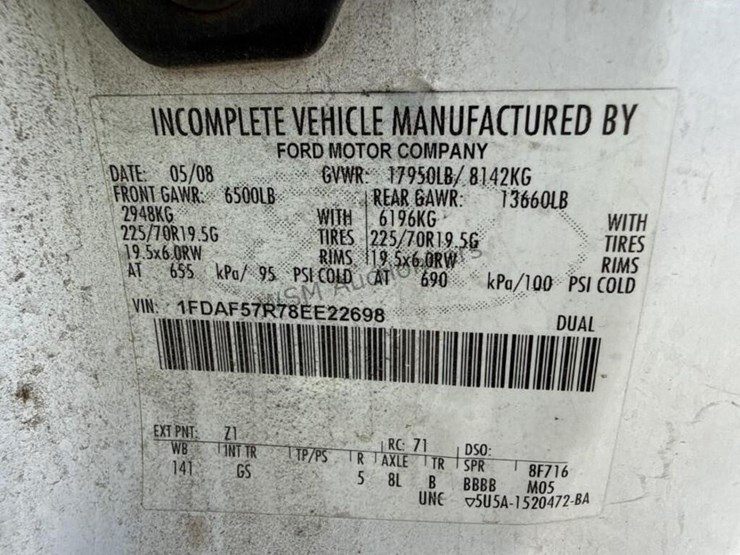 INCOMPLETE VEHICLE MANUFACTURED BY
FORD MOTOR COMPANY
DATE: 05/08 GVWR: 17950LB/ 8142KG
FRONT GAWR: 6500LB REAR GAWR: 13660LB
2948KG WITH 6196KG WITH
225/70R19.5G TIRES 225/70R19.5G TIRES
19.5x6.0RW RIMS 19.5x6.0RW RIMS
AT 655 kPa/ 95 PSI COLD AT 690 kPa/100 PSI COLD
VIN: 1FDAF57R78EE22698 DUAL
EXT PNT: Z1 RC: 71 DSO:
WB INT TR TP/PS R AXLE TR SPR 8F716
141 GS 5 8L B BBBB M05
UNC ▽5U5A-1520472-BA